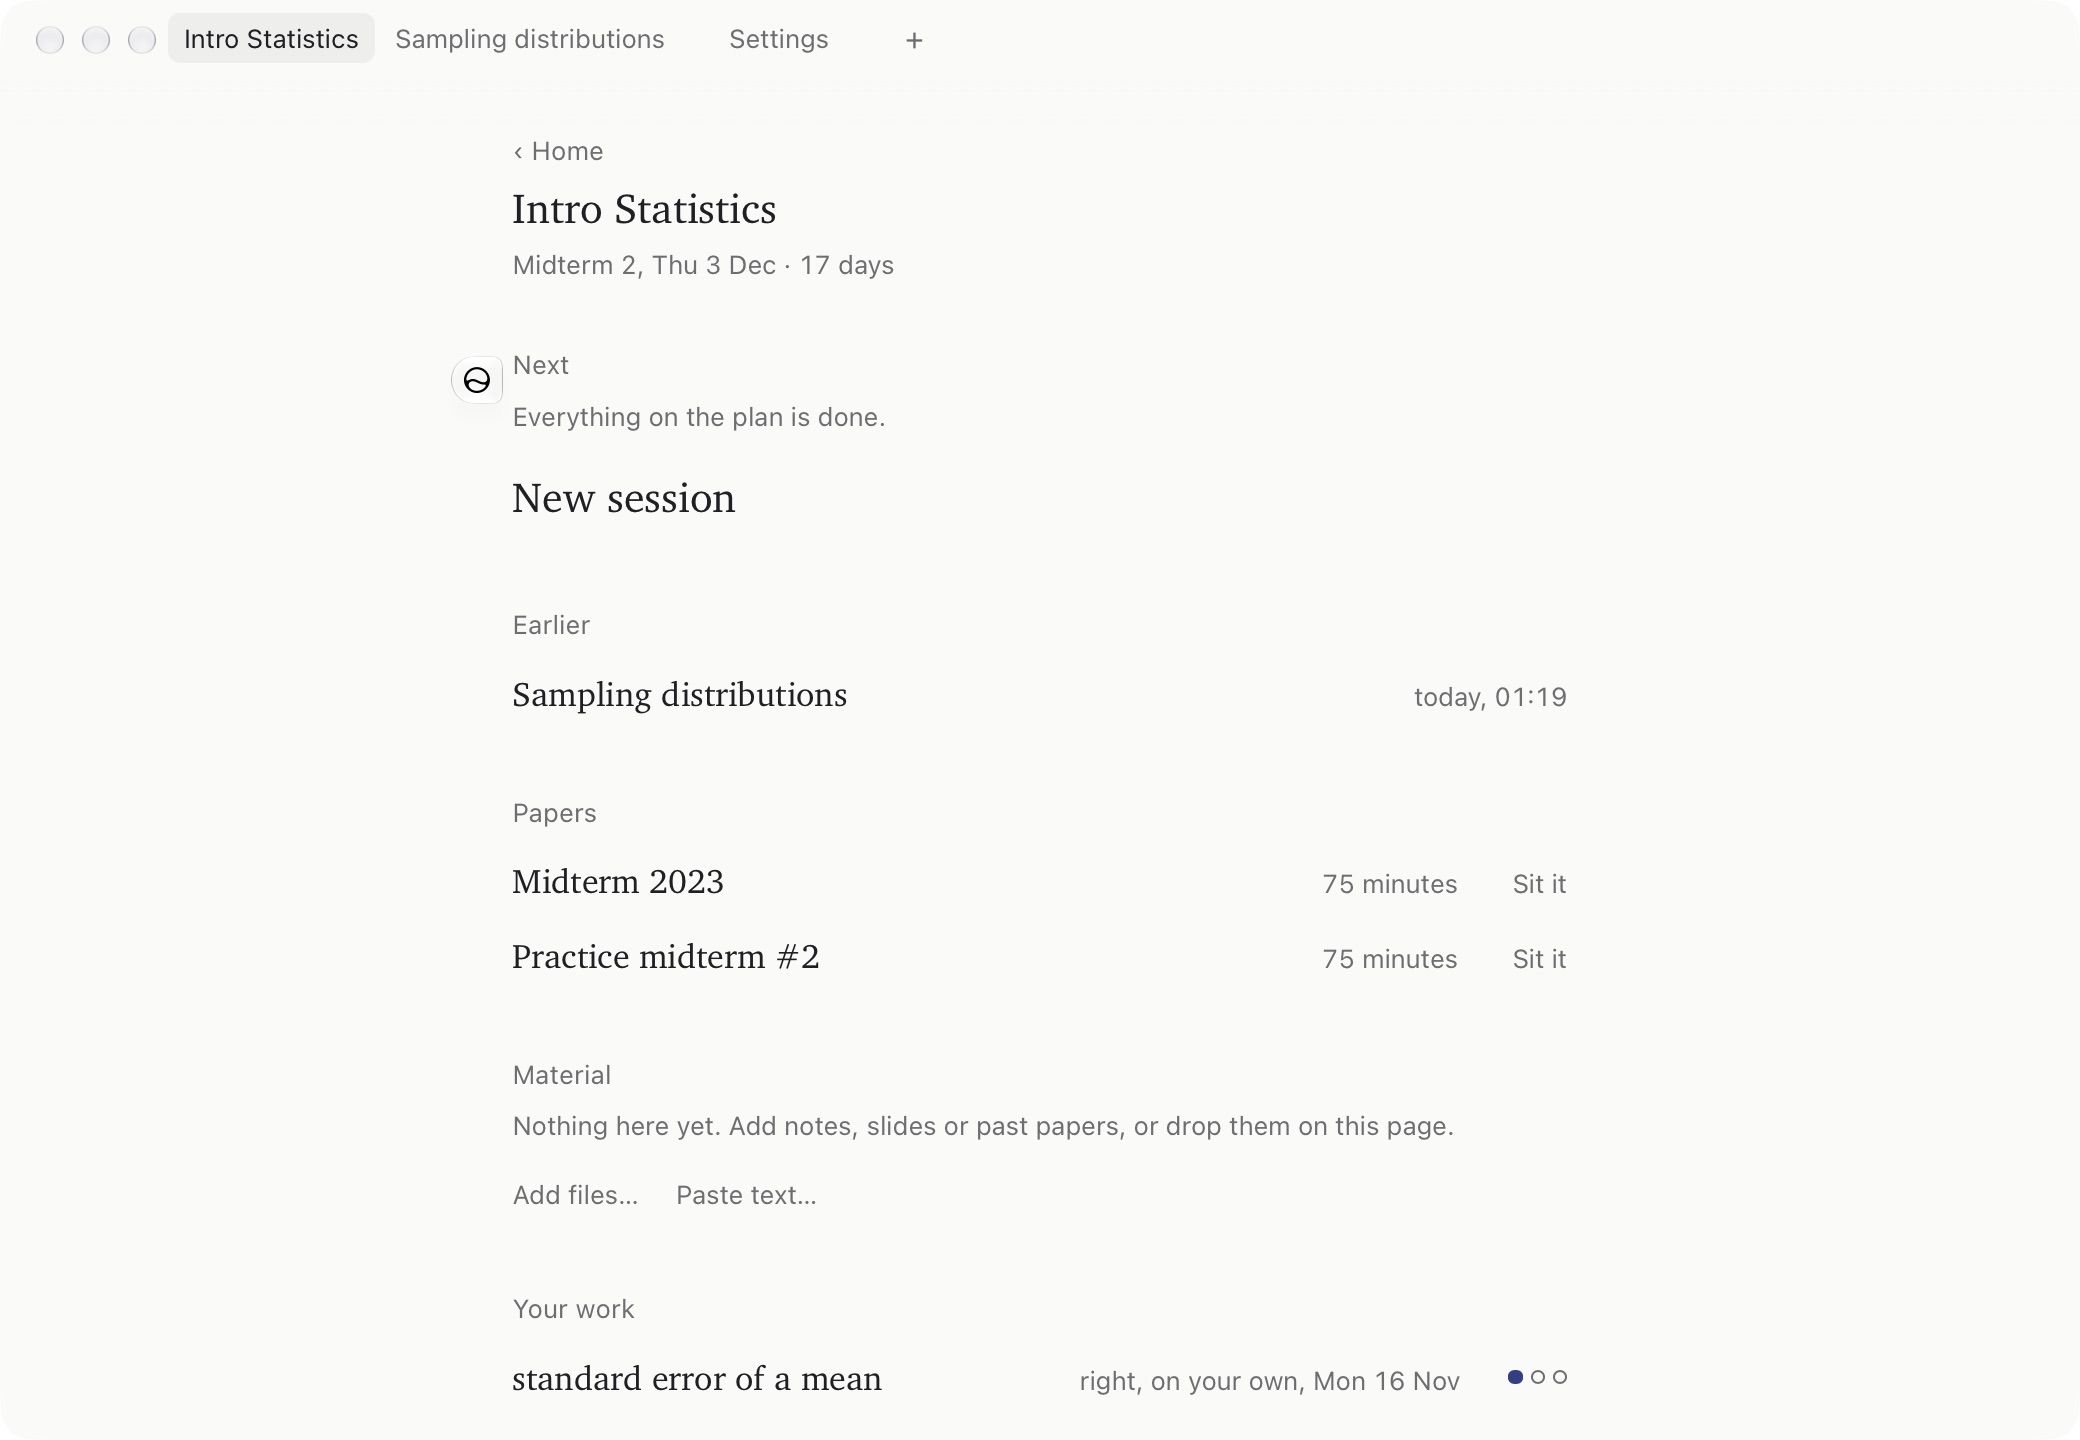 Intro Statistics Sampling distributions Settings +
‹ Home
Intro Statistics
Midterm 2, Thu 3 Dec · 17 days
Next
Everything on the plan is done.
New session
Earlier
Sampling distributions today, 01:19
Papers
Midterm 2023 75 minutes Sit it
Practice midterm #2 75 minutes Sit it
Material
Nothing here yet. Add notes, slides or past papers, or drop them on this page.
Add files... Paste text...
Your work
standard error of a mean right, on your own, Mon 16 Nov